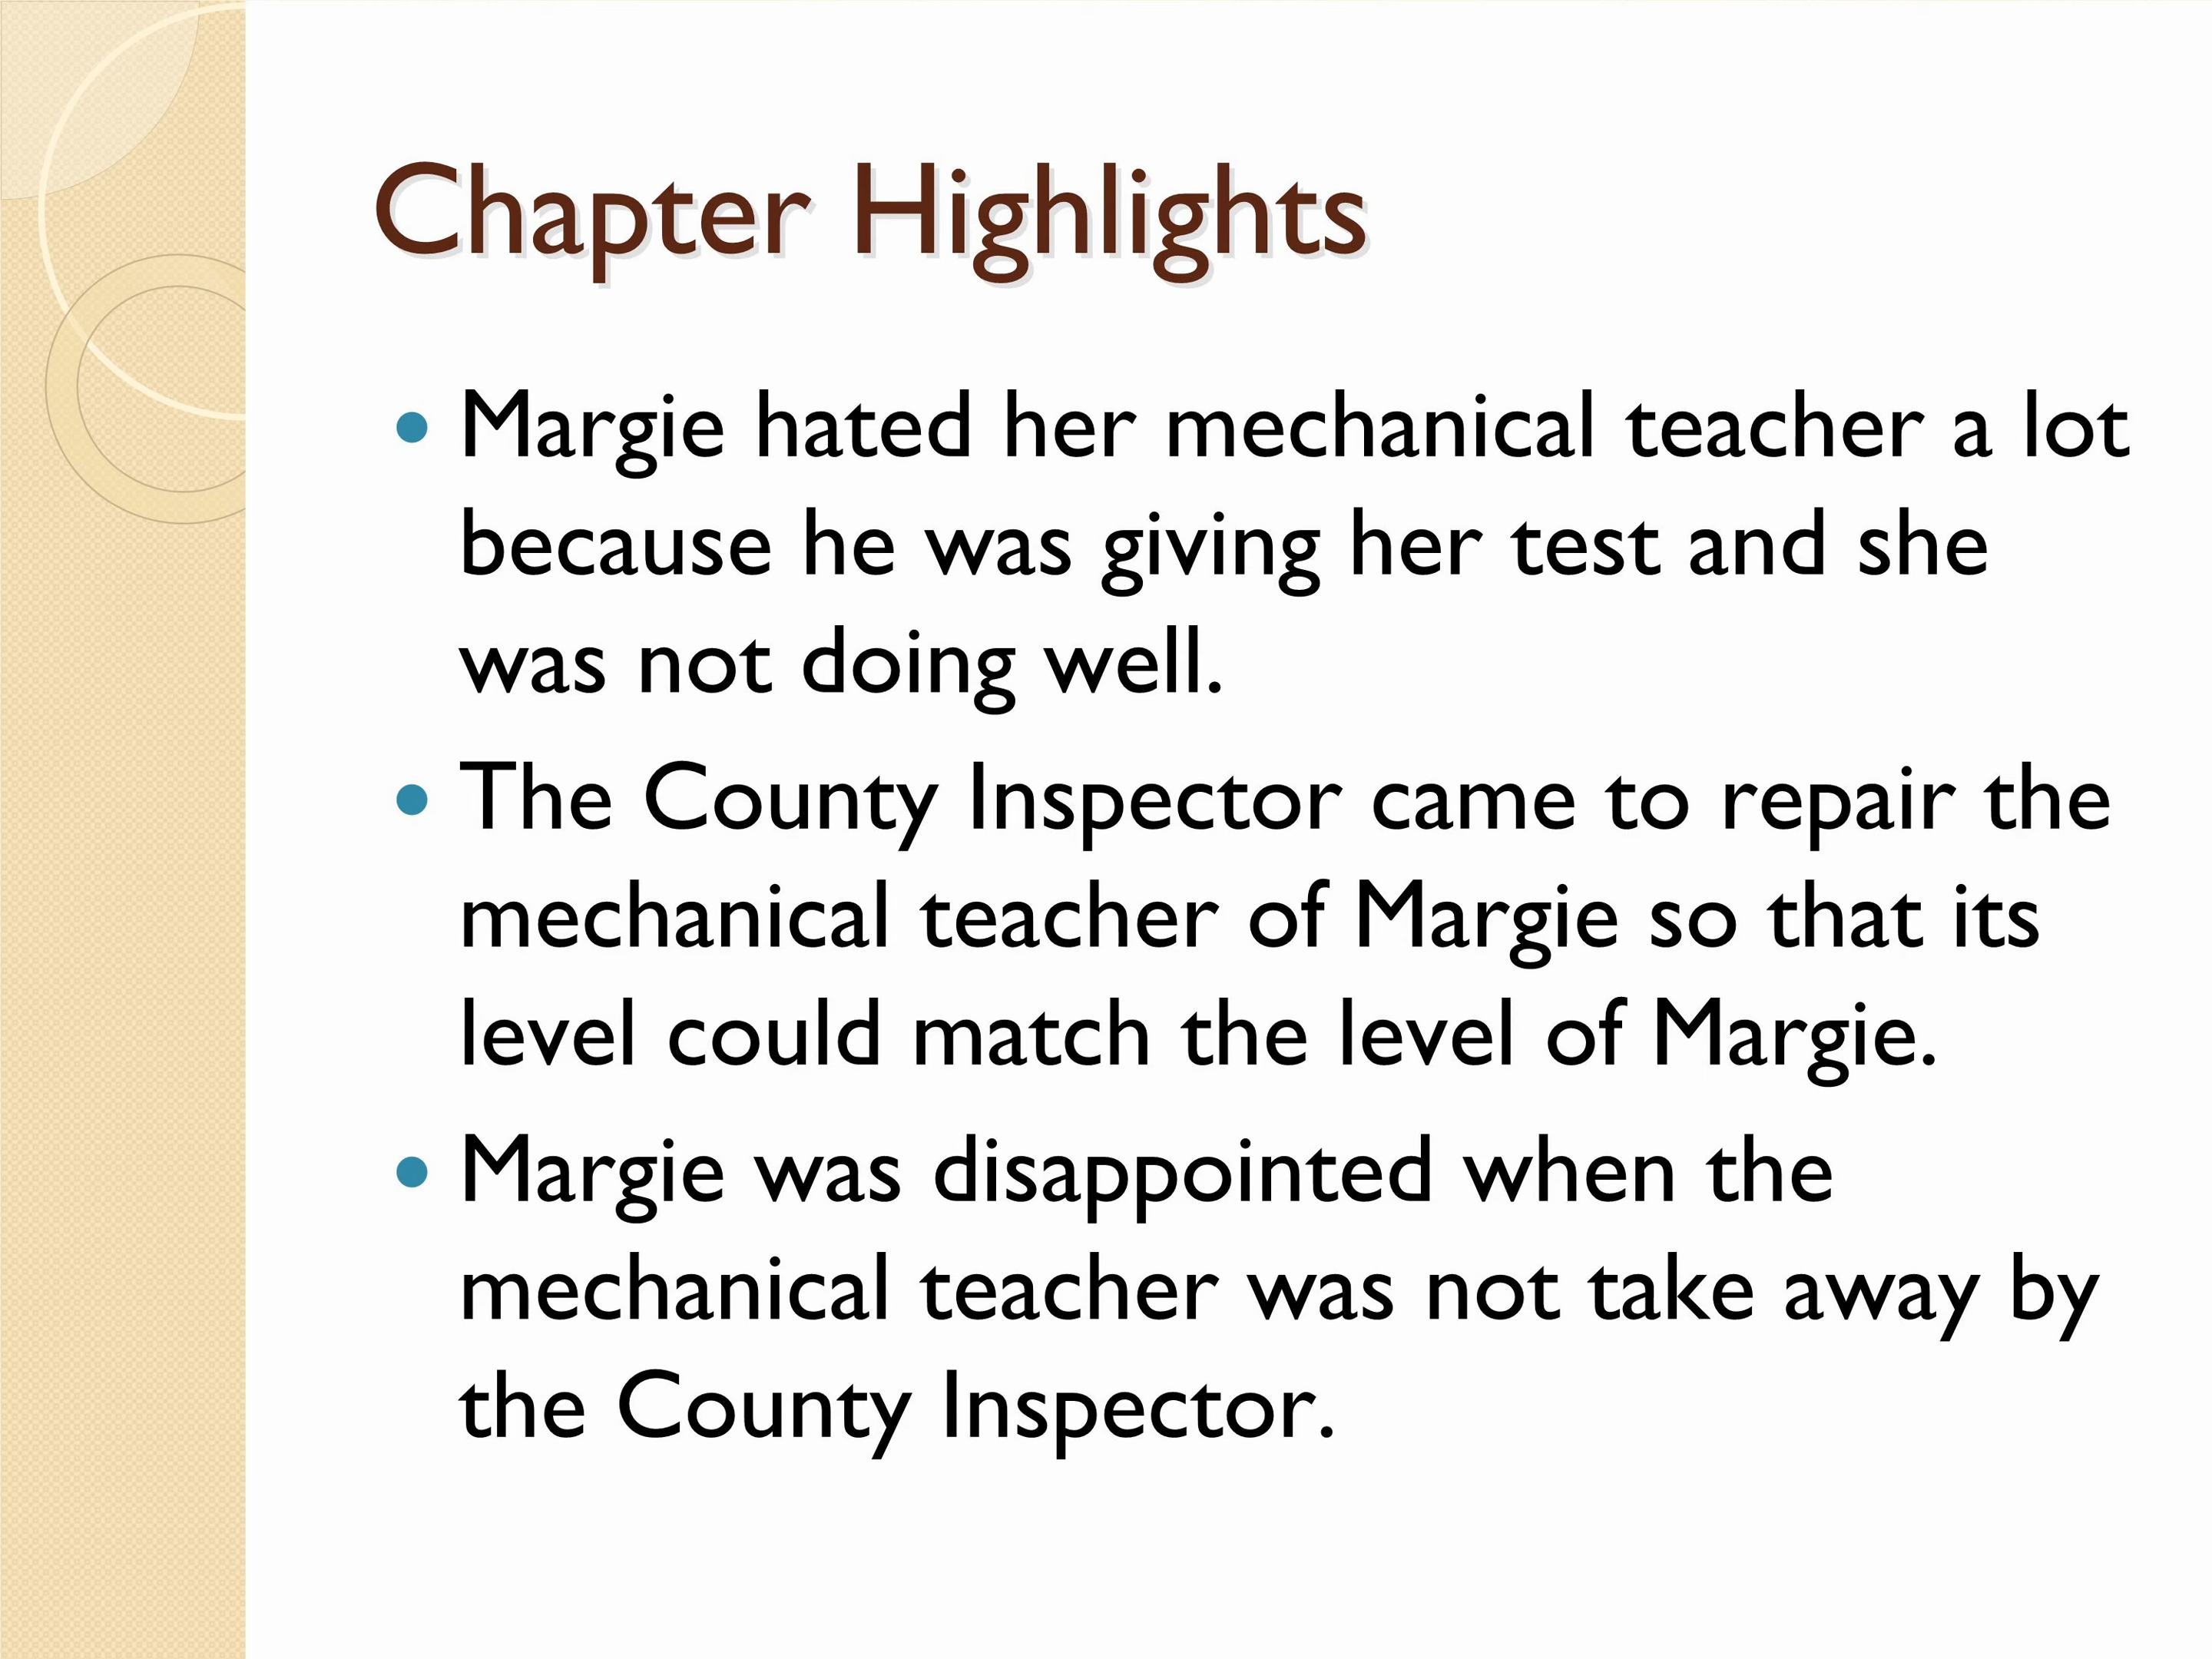 Chapter Highlights
Margie hated her mechanical teacher a lot
because he was giving her test and she
was not doing well.
The County Inspector came to repair the
mechanical teacher of Margie so that its
level could match the level of Margie.
Margie was disappointed when the
mechanical teacher was not take away by
the County Inspector.